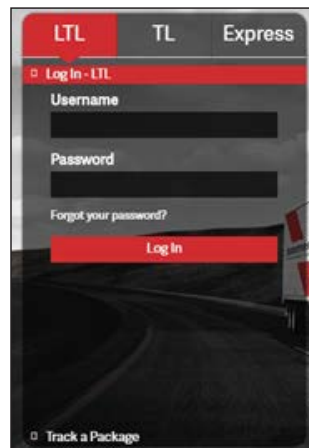 LTL TL Express
Log In - LTL
Username
Password
Forgot your password?
Log In
Track a Package